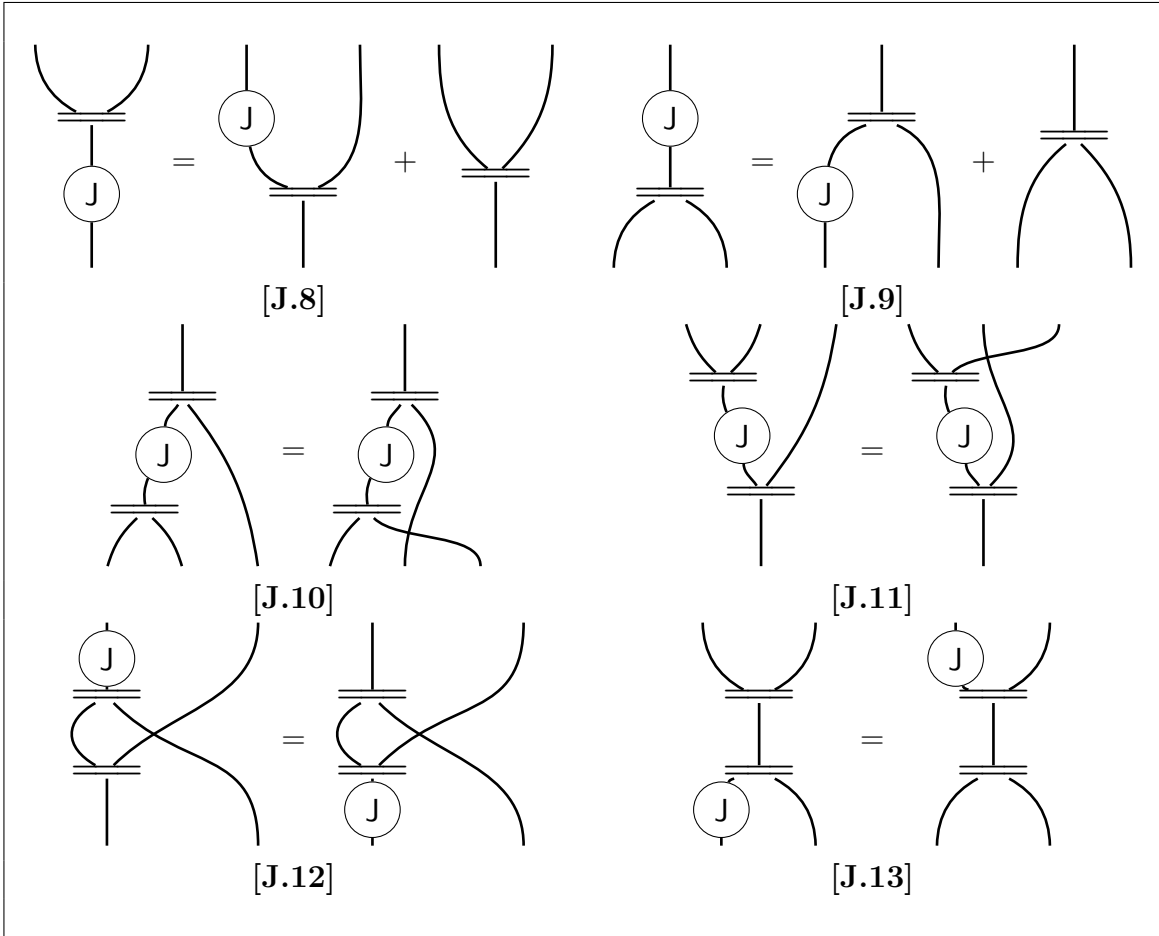 J = J + J = J +
[J.8] [J.9]
J = J J = J
[J.10] [J.11]
J = J J = J
[J.12] [J.13]